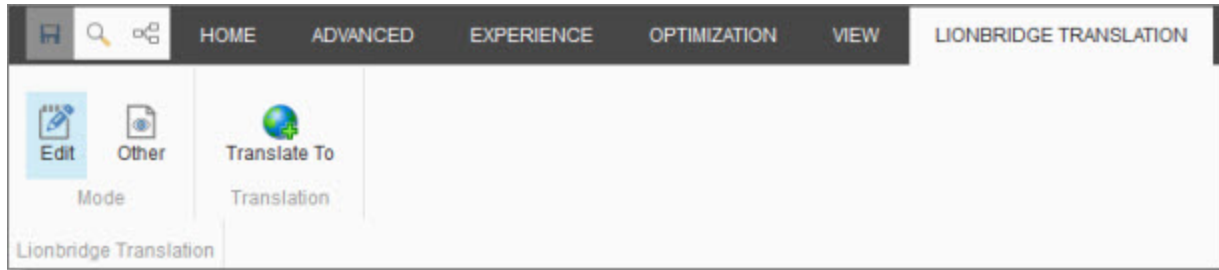 HOME ADVANCED EXPERIENCE OPTIMIZATION VIEW LIONBRIDGE TRANSLATION
Edit Other Translate To
Mode Translation
Lionbridge Translation